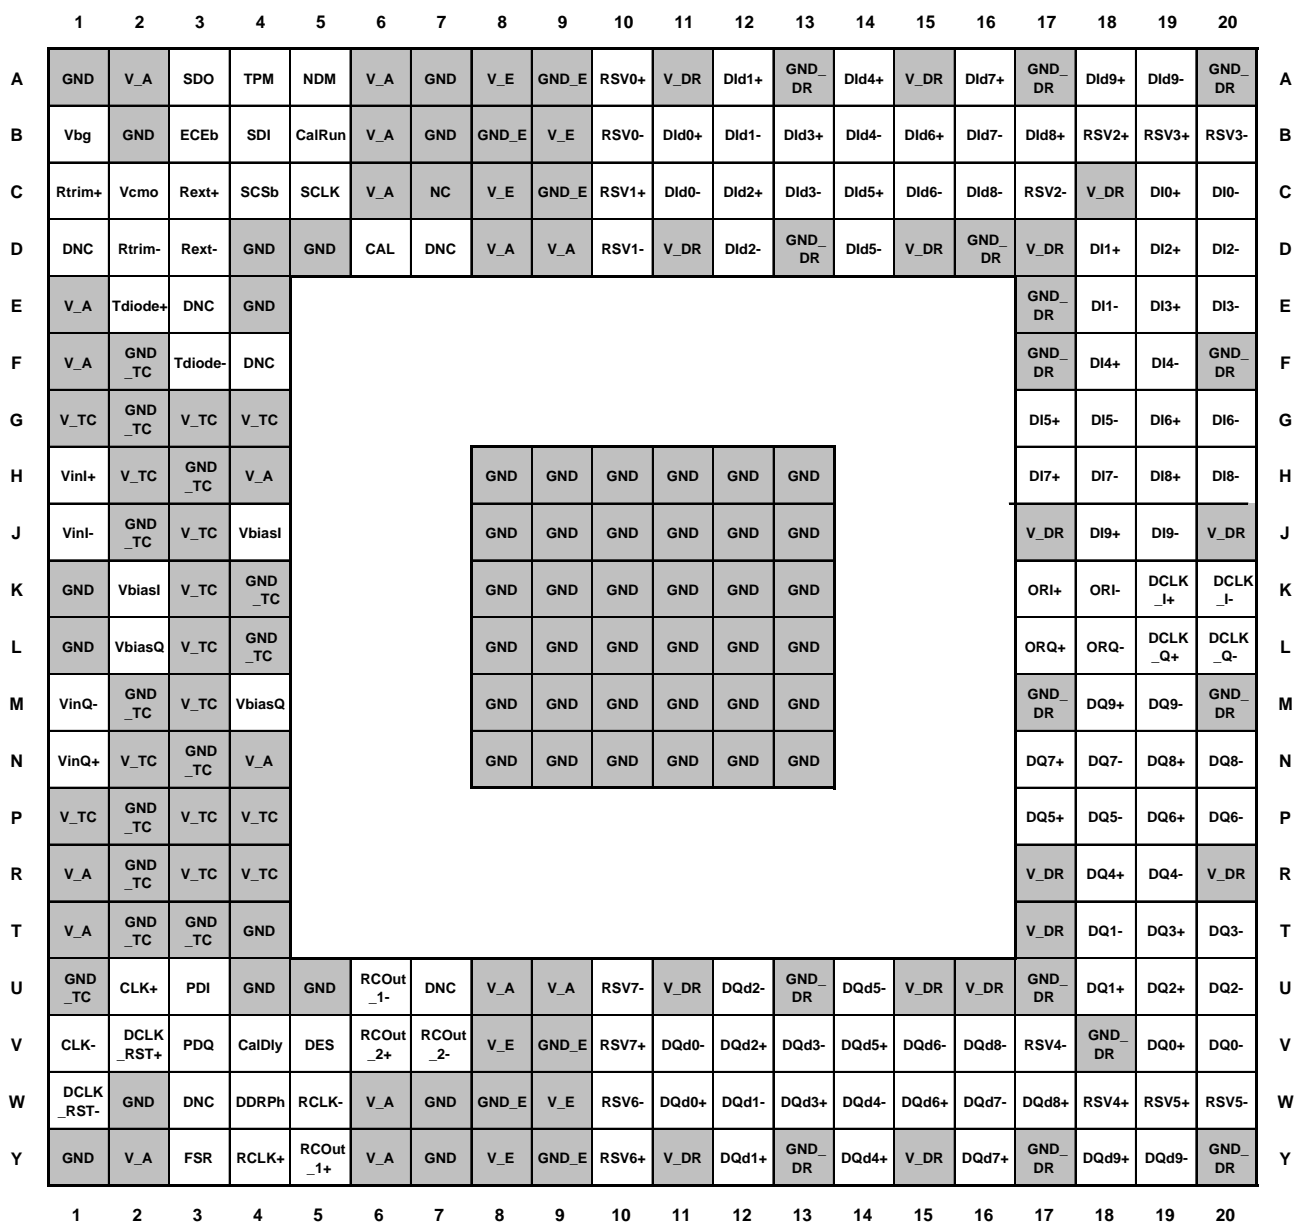 1 2 3 4 5 6 7 8 9 10 11 12 13 14 15 16 17 18 19 20
A GND V_A SDO TPM NDM V_A GND V_E GND_E RSV0+ V_DR DId1+ GND_DR DId4+ V_DR DId7+ GND_DR DId9+ DId9- GND_DR A
B Vbg GND ECEb SDI CalRun V_A GND GND_E V_E RSV0- DId0+ DId1- DId3+ DId4- DId6+ DId7- DId8+ RSV2+ RSV3+ RSV3- B
C Rtrim+ Vcmo Rext+ SCSb SCLK V_A NC V_E GND_E RSV1+ DId0- DId2+ DId3- DId5+ DId6- DId8- RSV2- V_DR DI0+ DI0- C
D DNC Rtrim- Rext- GND GND CAL DNC V_A V_A RSV1- V_DR DId2- GND_DR DId5- V_DR GND_DR V_DR DI1+ DI2+ DI2- D
E V_A Tdiode+ DNC GND GND_DR DI1- DI3+ DI3- E
F V_A GND_TC Tdiode- DNC GND_DR DI4+ DI4- GND_DR F
G V_TC GND_TC V_TC V_TC DI5+ DI5- DI6+ DI6- G
H VinI+ V_TC GND_TC V_A GND GND GND GND GND GND DI7+ DI7- DI8+ DI8- H
J VinI- GND_TC V_TC VbiasI GND GND GND GND GND GND V_DR DI9+ DI9- V_DR J
K GND VbiasI V_TC GND_TC GND GND GND GND GND GND ORI+ ORI- DCLK_I+ DCLK_I- K
L GND VbiasQ V_TC GND_TC GND GND GND GND GND GND ORQ+ ORQ- DCLK_Q+ DCLK_Q- L
M VinQ- GND_TC V_TC VbiasQ GND GND GND GND GND GND GND_DR DQ9+ DQ9- GND_DR M
N VinQ+ V_TC GND_TC V_A GND GND GND GND GND GND DQ7+ DQ7- DQ8+ DQ8- N
P V_TC GND_TC V_TC V_TC DQ5+ DQ5- DQ6+ DQ6- P
R V_A GND_TC V_TC V_TC V_DR DQ4+ DQ4- V_DR R
T V_A GND_TC GND_TC GND V_DR DQ1- DQ3+ DQ3- T
U GND_TC CLK+ PDI GND GND RCOut_1- DNC V_A V_A RSV7- V_DR DQd2- GND_DR DQd5- V_DR V_DR GND_DR DQ1+ DQ2+ DQ2- U
V CLK- DCLK_RST+ PDQ CalDly DES RCOut_2+ RCOut_2- V_E GND_E RSV7+ DQd0- DQd2+ DQd3- DQd5+ DQd6- DQd8- RSV4- GND_DR DQ0+ DQ0- V
W DCLK_RST- GND DNC DDRPh RCLK- V_A GND GND_E V_E RSV6- DQd0+ DQd1- DQd3+ DQd4- DQd6+ DQd7- DQd8+ RSV4+ RSV5+ RSV5- W
Y GND V_A FSR RCLK+ RCOut_1+ V_A GND V_E GND_E RSV6+ V_DR DQd1+ GND_DR DQd4+ V_DR DQd7+ GND_DR DQd9+ DQd9- GND_DR Y
1 2 3 4 5 6 7 8 9 10 11 12 13 14 15 16 17 18 19 20